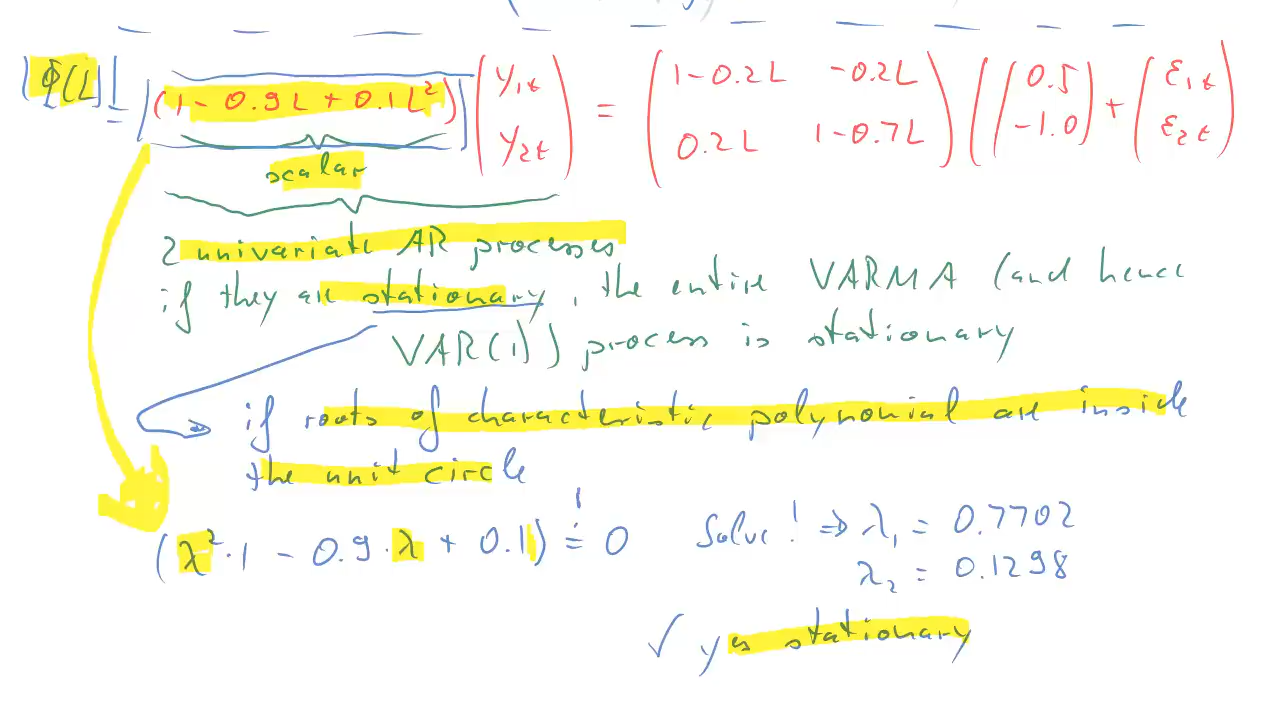 |Φ(L)| = |(1 - 0.9L + 0.1L²)| (y₁ₜ y₂ₜ) = (1-0.2L -0.2L 0.2L 1-0.7L) ((0.5 -1.0) + (ε₁ₜ ε₂ₜ
scalar
2 univariate AR processes
if they are stationary, the entire VARMA (and hence
VAR(1)) process is stationary
⇒ if roots of characteristic polynomial are inside
the unit circle
(λ²·1 - 0.9·λ + 0.1) =! 0 Solve! ⇒ λ₁ = 0.7702
λ₂ = 0.1298
✓ yes stationary